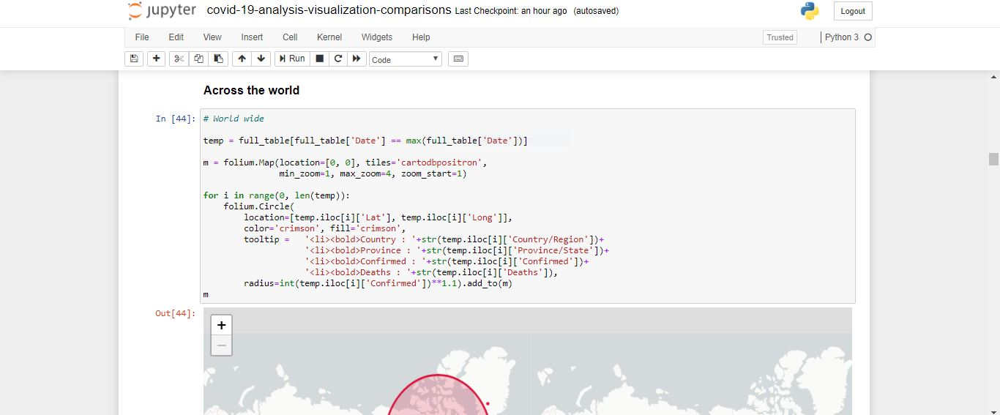 jupyter covid-19-analysis-visualization-comparisons Last Checkpoint: an hour ago (autosaved) Logout
File Edit View Insert Cell Kernel Widgets Help Trusted Python 3
Run Code
Across the world
In [44]: # World wide
temp = full_table[full_table['Date'] == max(full_table['Date'])]
m = folium.Map(location=[0, 0], tiles='cartodbpositron',
min_zoom=1, max_zoom=4, zoom_start=1)
for i in range(0, len(temp)):
folium.Circle(
location=[temp.iloc[i]['Lat'], temp.iloc[i]['Long']],
color='crimson', fill='crimson',
tooltip = '<li><bold>Country : '+str(temp.iloc[i]['Country/Region'])+
'<li><bold>Province : '+str(temp.iloc[i]['Province/State'])+
'<li><bold>Confirmed : '+str(temp.iloc[i]['Confirmed'])+
'<li><bold>Deaths : '+str(temp.iloc[i]['Deaths']),
radius=int(temp.iloc[i]['Confirmed'])**1.1).add_to(m)
m
Out[44]:
+
−